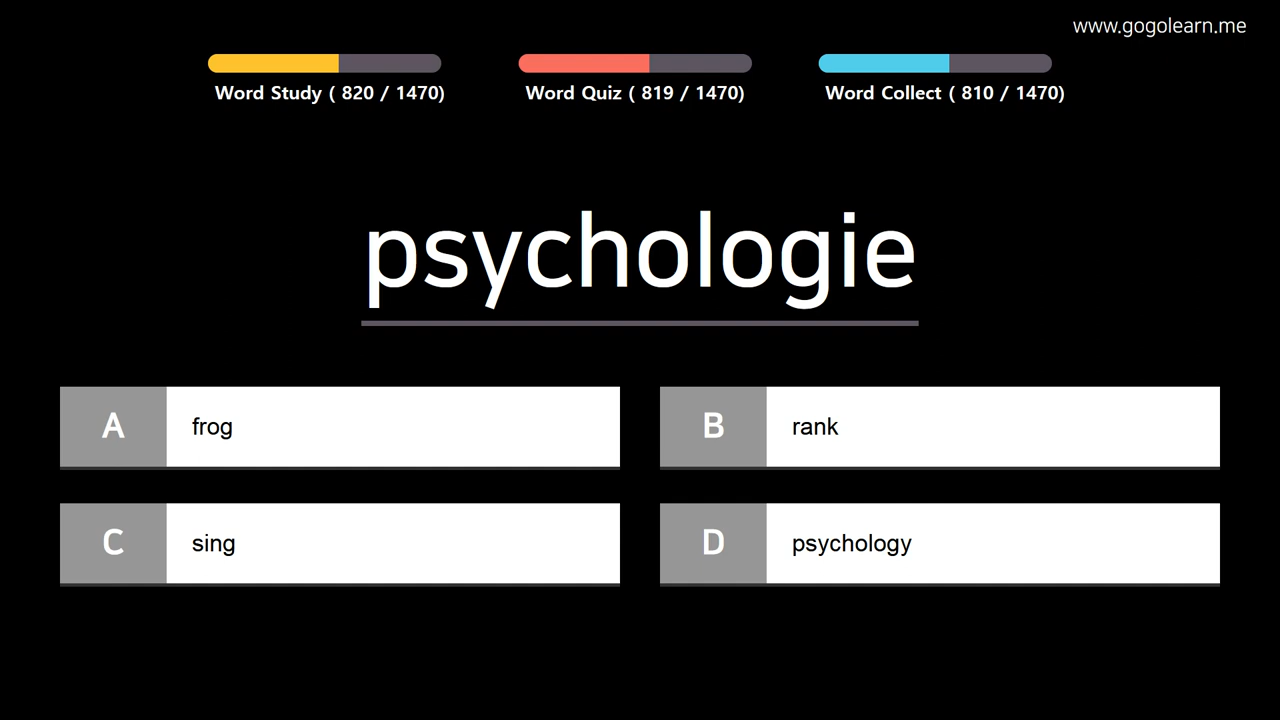 www.gogolearn.me
Word Study ( 820 / 1470)
Word Quiz ( 819 / 1470)
Word Collect ( 810 / 1470)
psychologie
A frog
B rank
C sing
D psychology